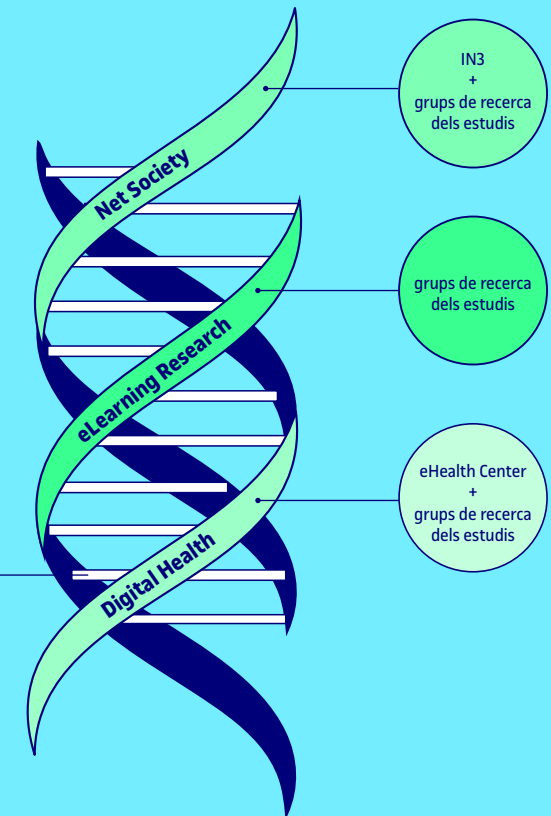 IN3
+
grups de recerca
dels estudis
Net Society
grups de recerca
dels estudis
eLearning Research
eHealth Center
+
grups de recerca
dels estudis
Digital Health